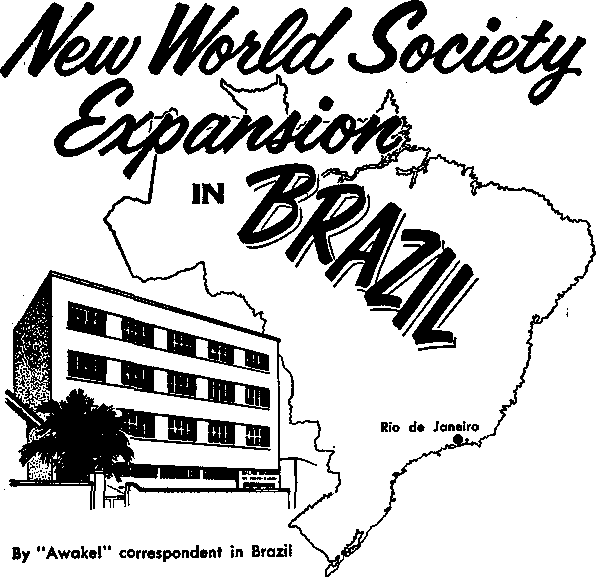 New World Society
Expansion
IN BRAZIL
Rio de Janeiro
By "Awake!" correspondent in Brazil